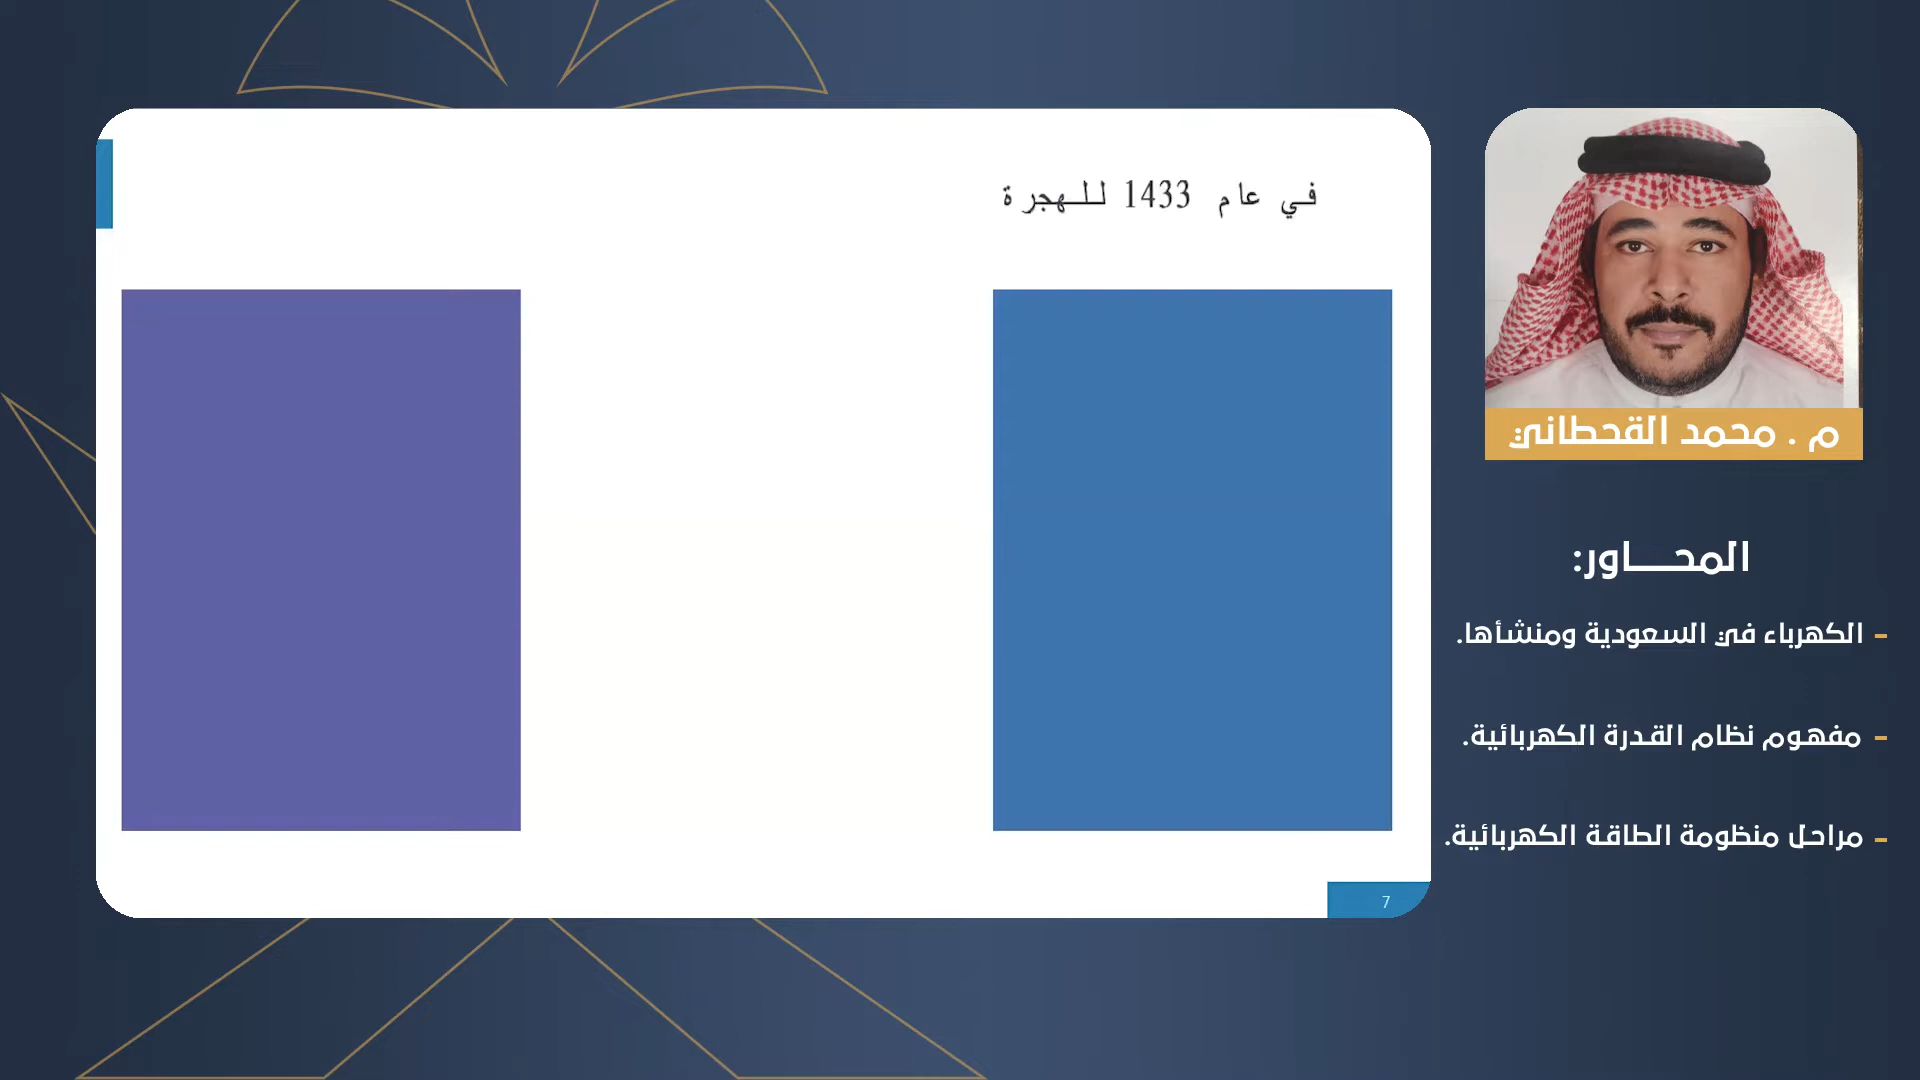 في عام 1433 للهجرة
7
م . محمد القحطاني
المحـــاور:
- الكهرباء في السعودية ومنشأها.
- مفهوم نظام القدرة الكهربائية.
- مراحل منظومة الطاقة الكهربائية.